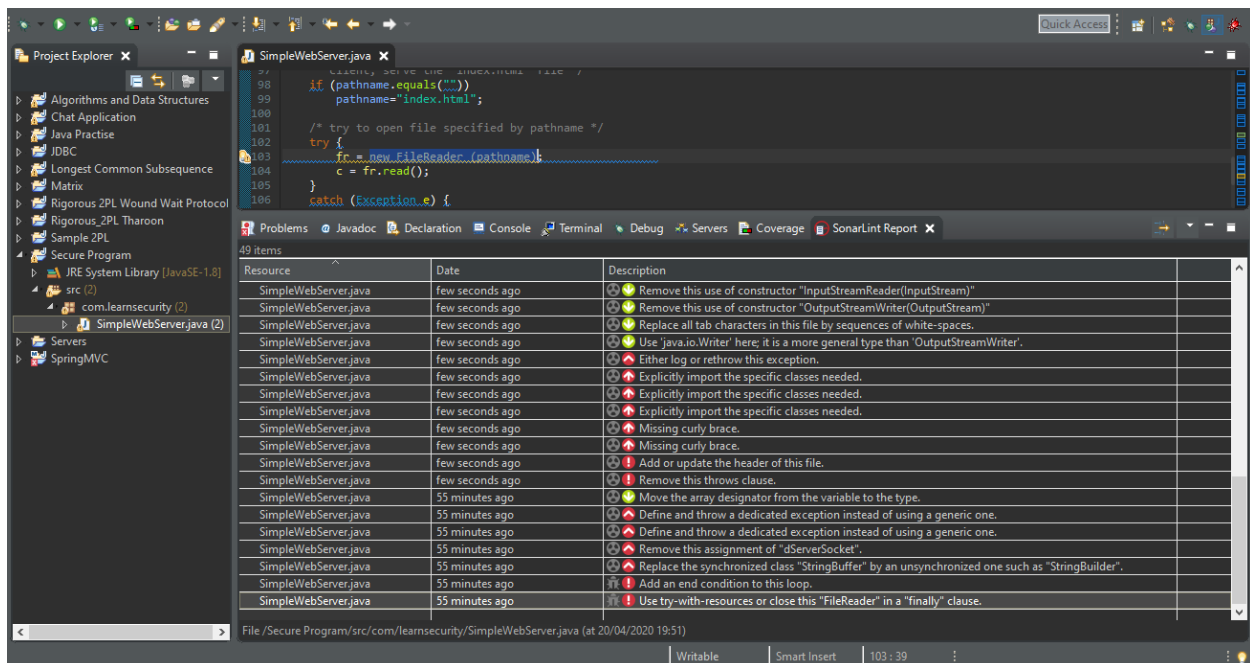 Quick Access
Project Explorer
Algorithms and Data Structures
Chat Application
Java Practise
JDBC
Longest Common Subsequence
Matrix
Rigorous 2PL Wound Wait Protocol
Rigorous_2PL Tharoon
Sample 2PL
Secure Program
JRE System Library [JavaSE-1.8]
src (2)
com.learnsecurity (2)
SimpleWebServer.java (2)
Servers
SpringMVC
SimpleWebServer.java
97 client, serve the "index.html" file */
98 if (pathname.equals(""))
99 pathname="index.html";
100
101 /* try to open file specified by pathname */
102 try {
103 fr = new FileReader (pathname);
104 c = fr.read();
105 }
106 catch (Exception e) {
Problems Javadoc Declaration Console Terminal Debug Servers Coverage SonarLint Report
49 items
Resource Date Description
SimpleWebServer.java few seconds ago Remove this use of constructor "InputStreamReader(InputStream)"
SimpleWebServer.java few seconds ago Remove this use of constructor "OutputStreamWriter(OutputStream)"
SimpleWebServer.java few seconds ago Replace all tab characters in this file by sequences of white-spaces.
SimpleWebServer.java few seconds ago Use 'java.io.Writer' here; it is a more general type than 'OutputStreamWriter'.
SimpleWebServer.java few seconds ago Either log or rethrow this exception.
SimpleWebServer.java few seconds ago Explicitly import the specific classes needed.
SimpleWebServer.java few seconds ago Explicitly import the specific classes needed.
SimpleWebServer.java few seconds ago Explicitly import the specific classes needed.
SimpleWebServer.java few seconds ago Missing curly brace.
SimpleWebServer.java few seconds ago Missing curly brace.
SimpleWebServer.java few seconds ago Add or update the header of this file.
SimpleWebServer.java few seconds ago Remove this throws clause.
SimpleWebServer.java 55 minutes ago Move the array designator from the variable to the type.
SimpleWebServer.java 55 minutes ago Define and throw a dedicated exception instead of using a generic one.
SimpleWebServer.java 55 minutes ago Define and throw a dedicated exception instead of using a generic one.
SimpleWebServer.java 55 minutes ago Remove this assignment of "dServerSocket".
SimpleWebServer.java 55 minutes ago Replace the synchronized class "StringBuffer" by an unsynchronized one such as "StringBuilder".
SimpleWebServer.java 55 minutes ago Add an end condition to this loop.
SimpleWebServer.java 55 minutes ago Use try-with-resources or close this "FileReader" in a "finally" clause.
File /Secure Program/src/com/learnsecurity/SimpleWebServer.java (at 20/04/2020 19:51)
Writable Smart Insert 103 : 39